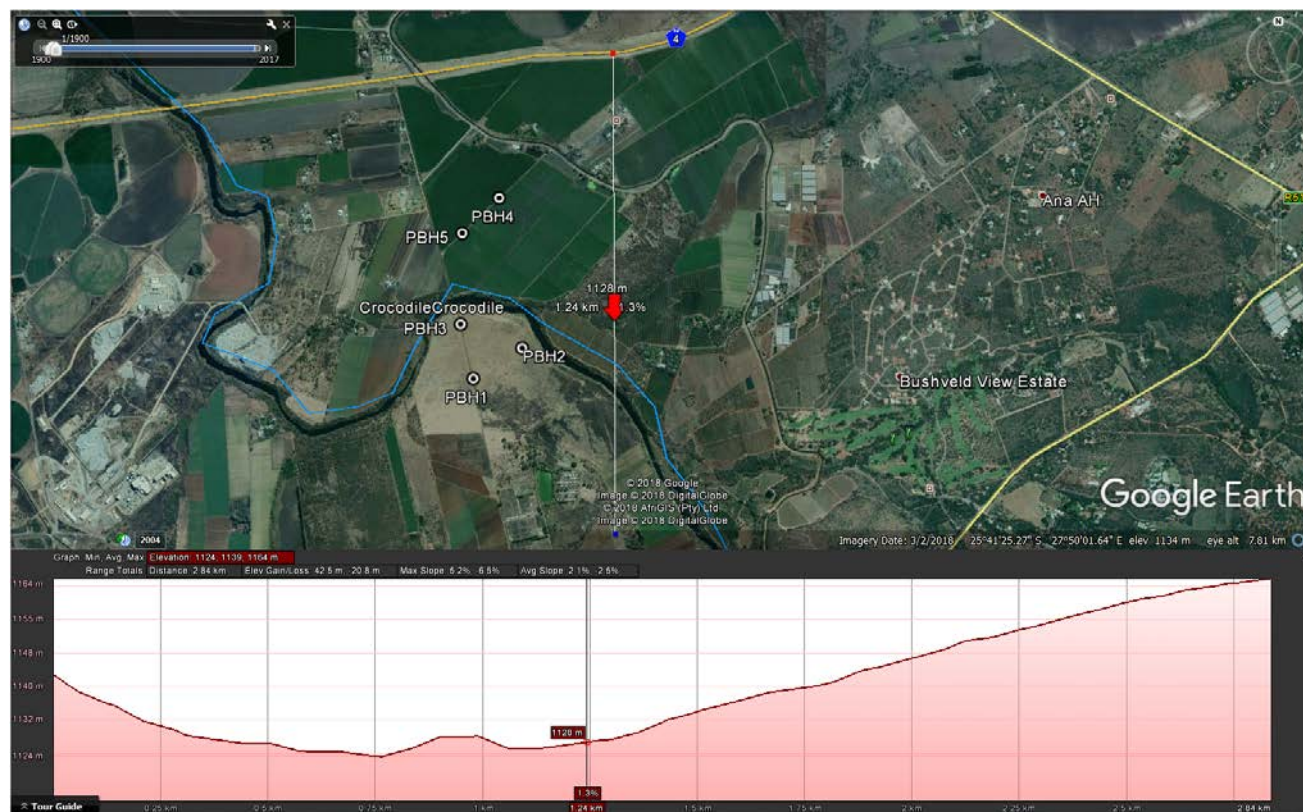 1/1900
1900
2017
4
Ana AH
PBH4
PBH5
1128 m
1.24 km
1.3%
CrocodileCrocodile
PBH3
PBH2
PBH1
Bushveld View Estate
© 2018 Google
Image © 2018 DigitalGlobe
© 2018 AfriGIS (Pty) Ltd
Image © 2018 DigitalGlobe
Google Earth
2004
Imagery Date: 3/2/2018 25°41'25.27" S 27°50'01.64" E elev 1134 m eye alt 7.81 km
Graph: Min, Avg, Max Elevation: 1124, 1139, 1164 m
Range Totals: Distance: 2.84 km Elev Gain/Loss: 42.5 m, -20.8 m Max Slope: 5.2%, -6.5% Avg Slope: 2.1%, -2.5%
1164 m
1155 m
1148 m
1140 m
1132 m
1124 m
1128 m
1.3%
Tour Guide
0.25 km
0.5 km
0.75 km
1 km
1.24 km
1.5 km
1.75 km
2 km
2.25 km
2.5 km
2.84 km